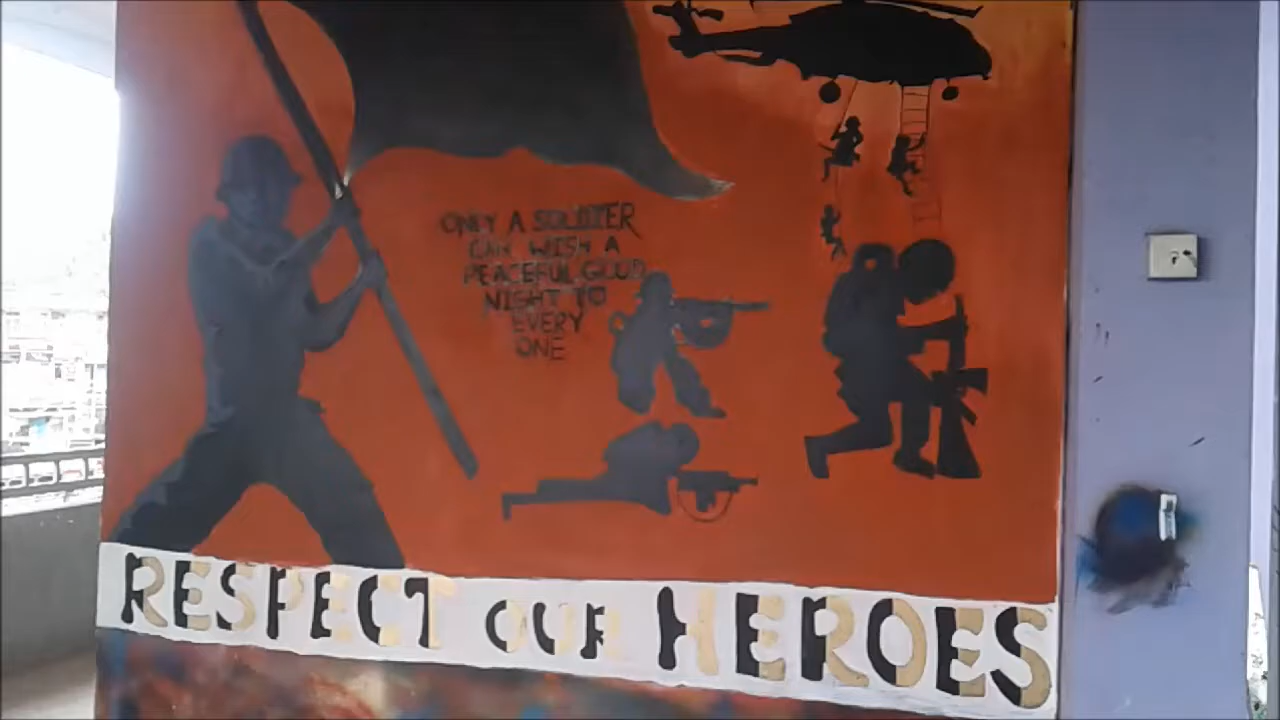 ONLY A SOLDIER
CAN WISH A
PEACEFUL GOOD
NIGHT TO
EVERY
ONE
RESPECT OUR HEROES